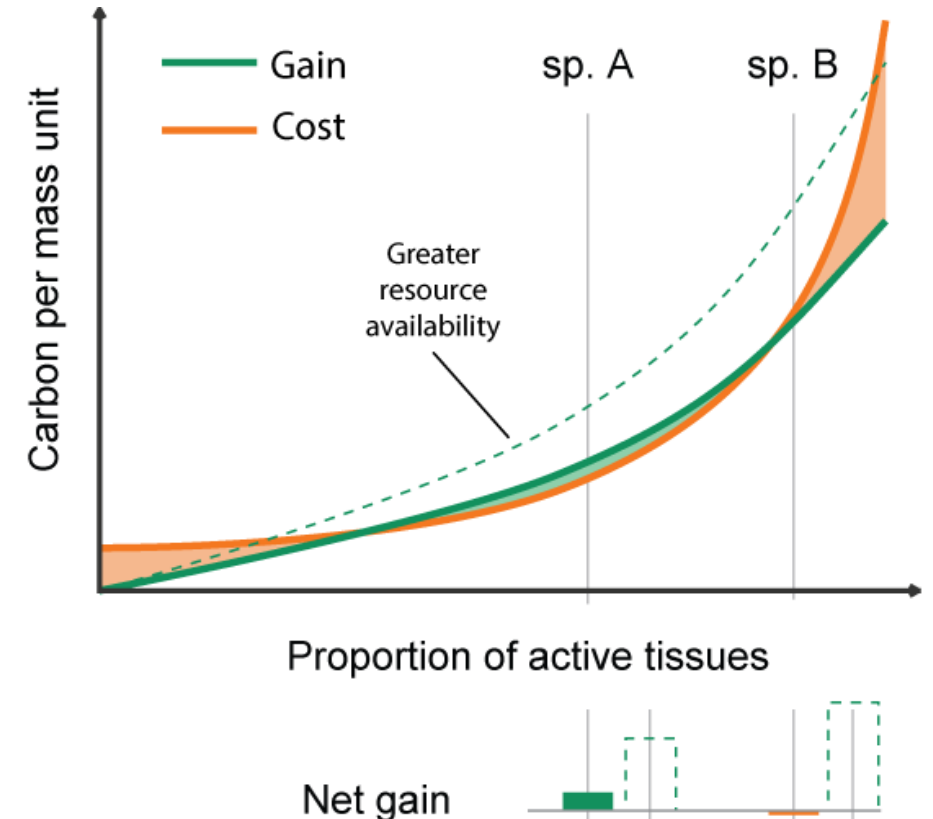 Gain
Cost
sp. A
sp. B
Carbon per mass unit
Greater
resource
availability
Proportion of active tissues
Net gain